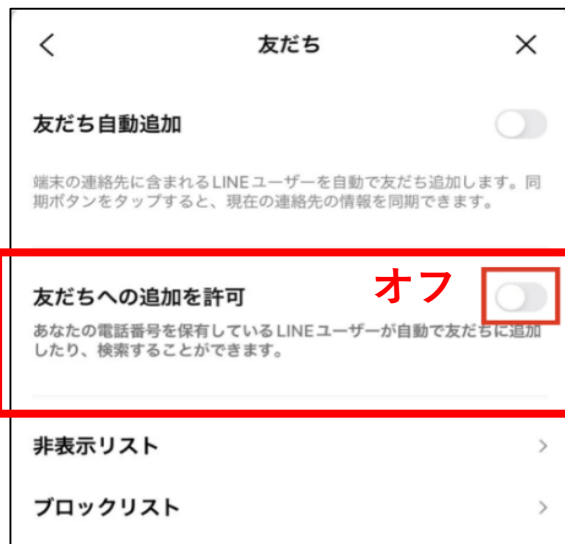 友だち
友だち自動追加
端末の連絡先に含まれるLINEユーザーを自動で友だち追加します。同
期ボタンをタップすると、現在の連絡先の情報を同期できます。
友だちへの追加を許可
オフ
あなたの電話番号を保有しているLINEユーザーが自動で友だちに追加
したり、検索することができます。
非表示リスト
ブロックリスト